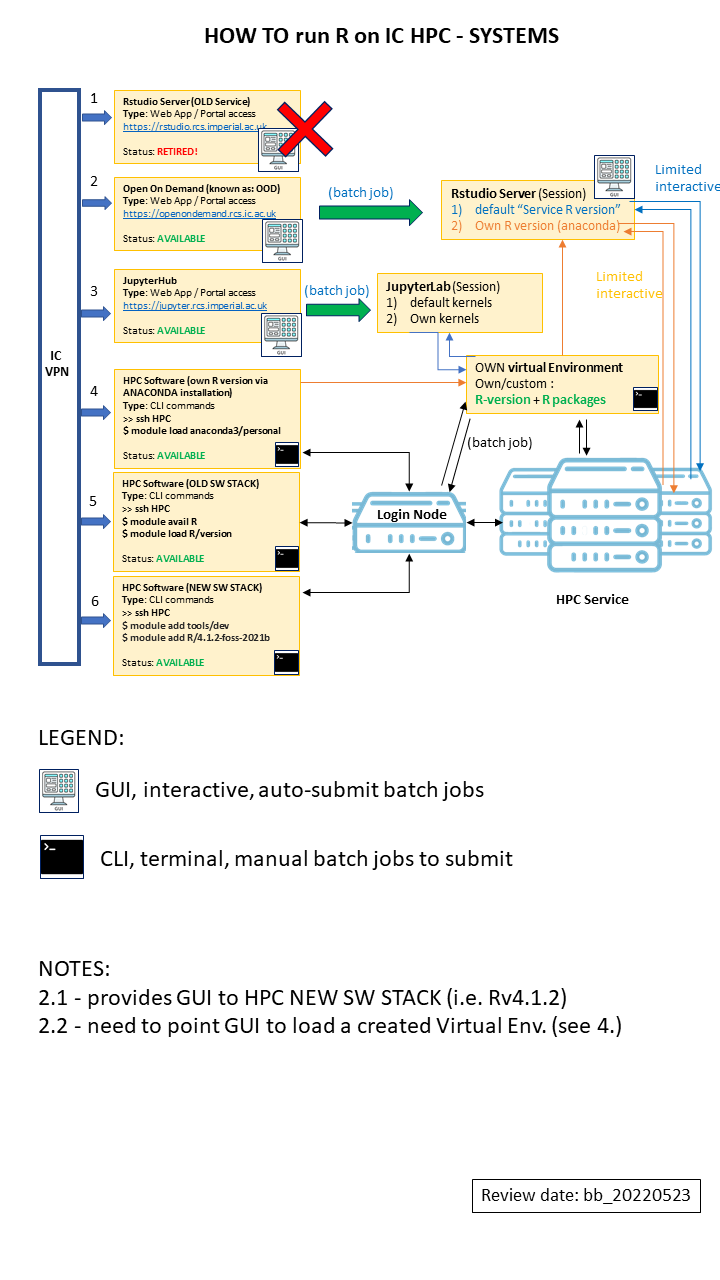 HOW TO run R on IC HPC - SYSTEMS
IC
VPN
1
Rstudio Server (OLD Service)
Type: Web App / Portal access
https://rstudio.rcs.imperial.ac.uk
Status: RETIRED!
GUI
2
Open On Demand (known as: OOD)
Type: Web App / Portal access
https://openondemand.rcs.ic.ac.uk
Status: AVAILABLE
GUI
(batch job)
Rstudio Server (Session)
1) default “Service R version”
2) Own R version (anaconda)
GUI
Limited
interactive
Limited
interactive
3
JupyterHub
Type: Web App / Portal access
https://jupyter.rcs.imperial.ac.uk
Status: AVAILABLE
GUI
(batch job)
JupyterLab (Session)
1) default kernels
2) Own kernels
OWN virtual Environment
Own/custom :
R-version + R packages
(batch job)
4
HPC Software (own R version via
ANACONDA installation)
Type: CLI commands
>> ssh HPC
$ module load anaconda3/personal
Status: AVAILABLE
5
HPC Software (OLD SW STACK)
Type: CLI commands
>> ssh HPC
$ module avail R
$ module load R/version
Status: AVAILABLE
Login Node
HPC Service
6
HPC Software (NEW SW STACK)
Type: CLI commands
>> ssh HPC
$ module add tools/dev
$ module add R/4.1.2-foss-2021b
Status: AVAILABLE
LEGEND:
GUI
GUI, interactive, auto-submit batch jobs
CLI, terminal, manual batch jobs to submit
NOTES:
2.1 - provides GUI to HPC NEW SW STACK (i.e. Rv4.1.2)
2.2 - need to point GUI to load a created Virtual Env. (see 4.)
Review date: bb_20220523